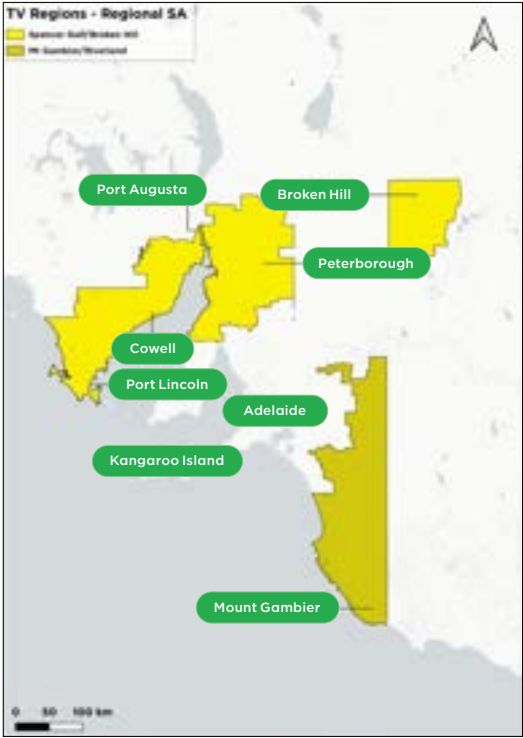 TV Regions - Regional SA
Spencer Gulf/Broken Hill
Mt Gambier/Riverland
Port Augusta
Broken Hill
Peterborough
Cowell
Port Lincoln
Adelaide
Kangaroo Island
Mount Gambier
0 50 100 km